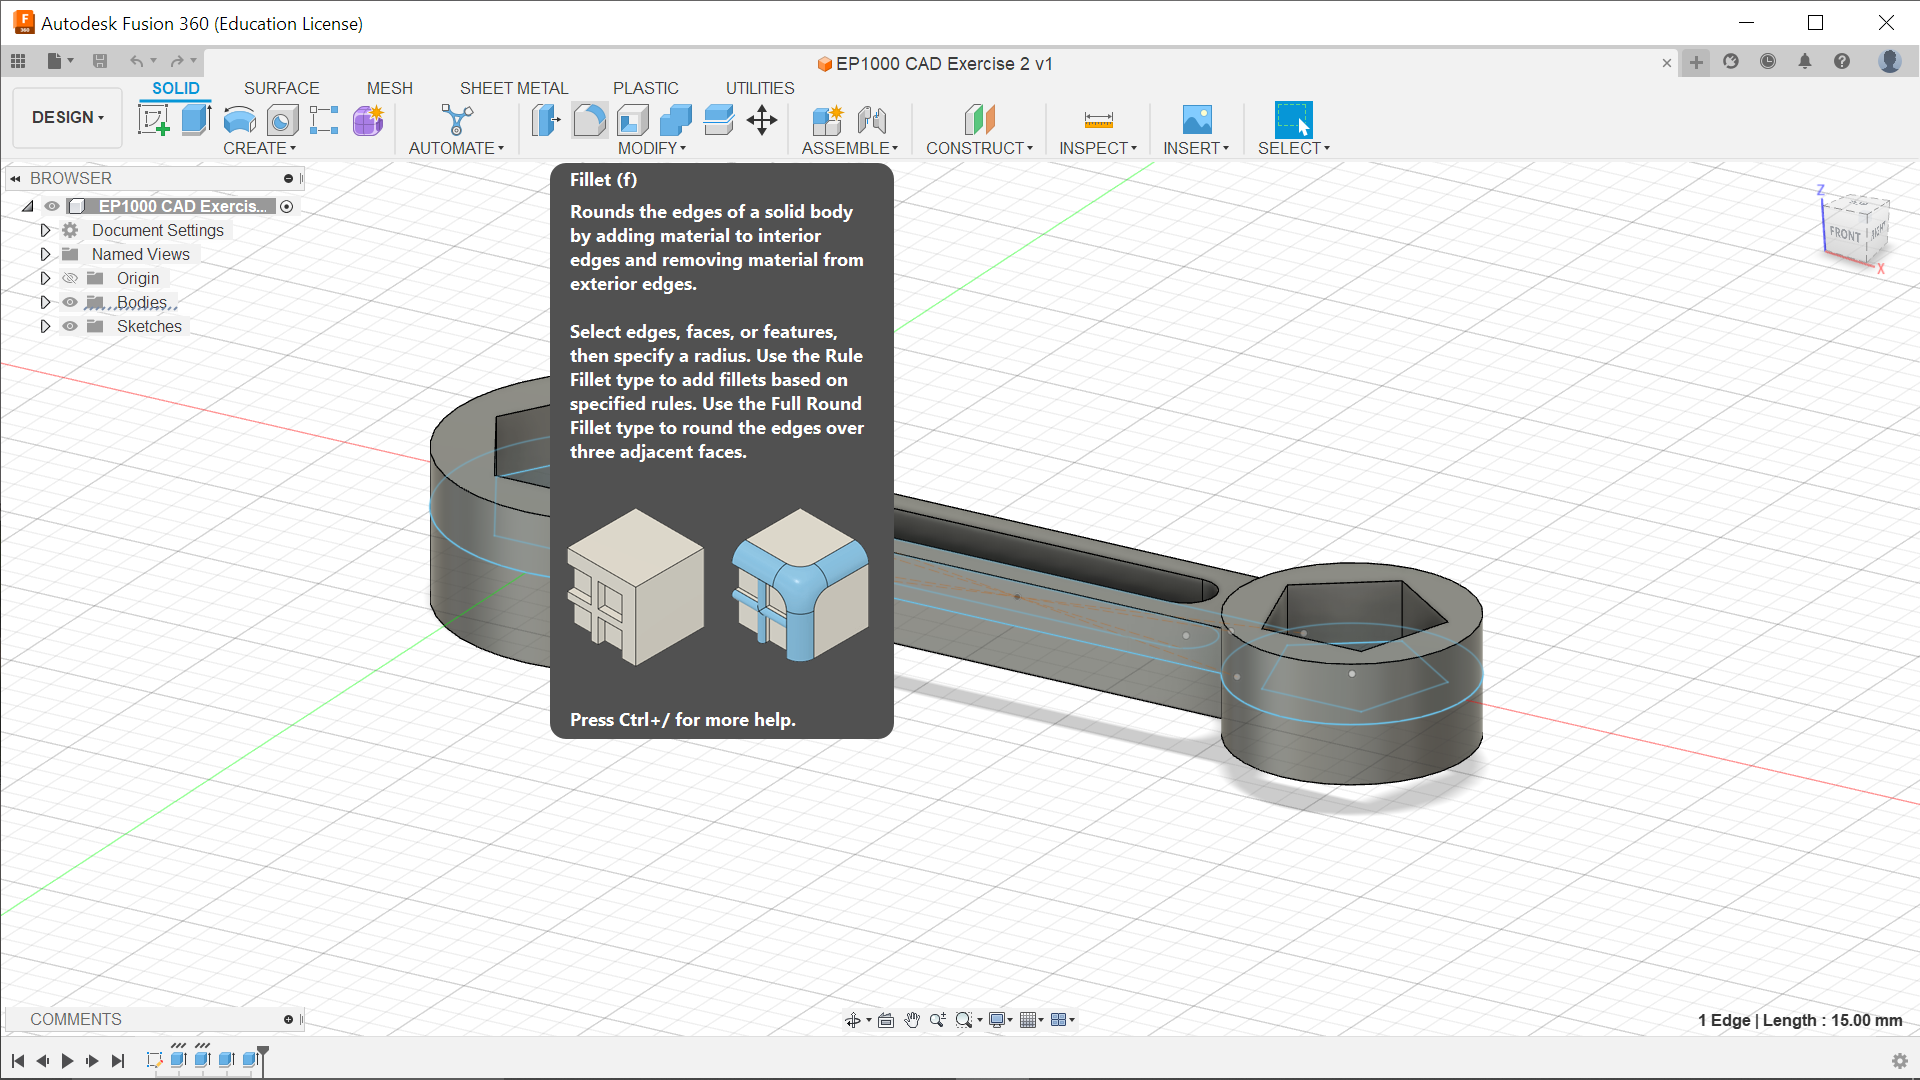 Autodesk Fusion 360 (Education License)
EP1000 CAD Exercise 2 v1
SOLID SURFACE MESH SHEET METAL PLASTIC UTILITIES
DESIGN
CREATE AUTOMATE MODIFY ASSEMBLE CONSTRUCT INSPECT INSERT SELECT
BROWSER
EP1000 CAD Exercis...
Document Settings
Named Views
Origin
Bodies
Sketches
Fillet (f)
Rounds the edges of a solid body
by adding material to interior
edges and removing material from
exterior edges.
Select edges, faces, or features,
then specify a radius. Use the Rule
Fillet type to add fillets based on
specified rules. Use the Full Round
Fillet type to round the edges over
three adjacent faces.
Press Ctrl+/ for more help.
Z
FRONT
RIGHT
X
COMMENTS
1 Edge | Length : 15.00 mm